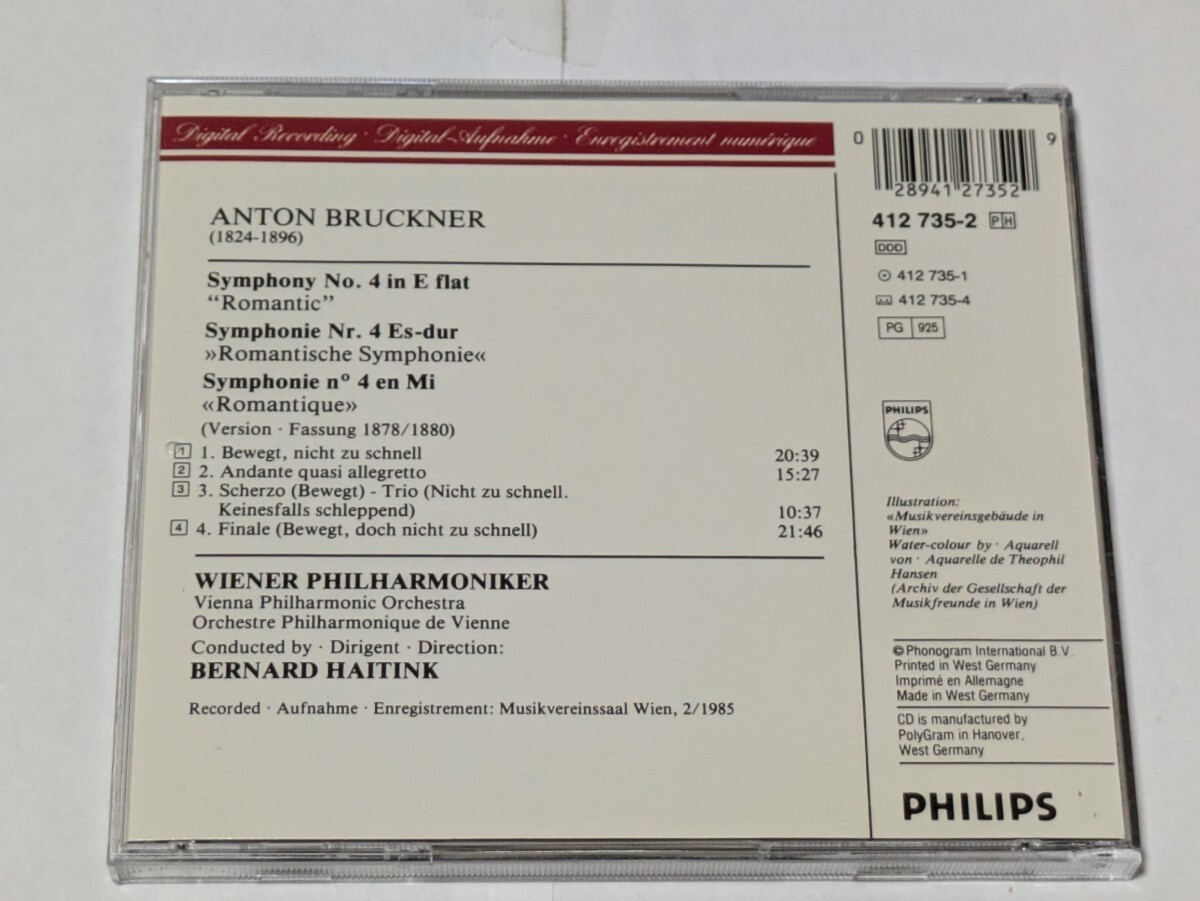 Digital Recording · Digital-Aufnahme · Enregistrement numérique
ANTON BRUCKNER
(1824-1896)
Symphony No. 4 in E flat
“Romantic”
Symphonie Nr. 4 Es-dur
»Romantische Symphonie«
Symphonie nº 4 en Mi
«Romantique»
(Version · Fassung 1878/1880)
1 1. Bewegt, nicht zu schnell 20:39
2 2. Andante quasi allegretto 15:27
3 3. Scherzo (Bewegt) - Trio (Nicht zu schnell.
Keinesfalls schleppend) 10:37
4 4. Finale (Bewegt, doch nicht zu schnell) 21:46
WIENER PHILHARMONIKER
Vienna Philharmonic Orchestra
Orchestre Philharmonique de Vienne
Conducted by · Dirigent · Direction:
BERNARD HAITINK
Recorded · Aufnahme · Enregistrement: Musikvereinssaal Wien, 2/1985
0 28941 27352 9
412 735-2 PH
DDD
412 735-1
412 735-4
PG 925
PHILIPS
Illustration:
«Musikvereinsgebäude in
Wien»
Water-colour by · Aquarell
von · Aquarelle de Theophil
Hansen
(Archiv der Gesellschaft der
Musikfreunde in Wien)
© Phonogram International B.V.
Printed in West Germany
Imprimé en Allemagne
Made in West Germany
CD is manufactured by
PolyGram in Hanover,
West Germany
PHILIPS